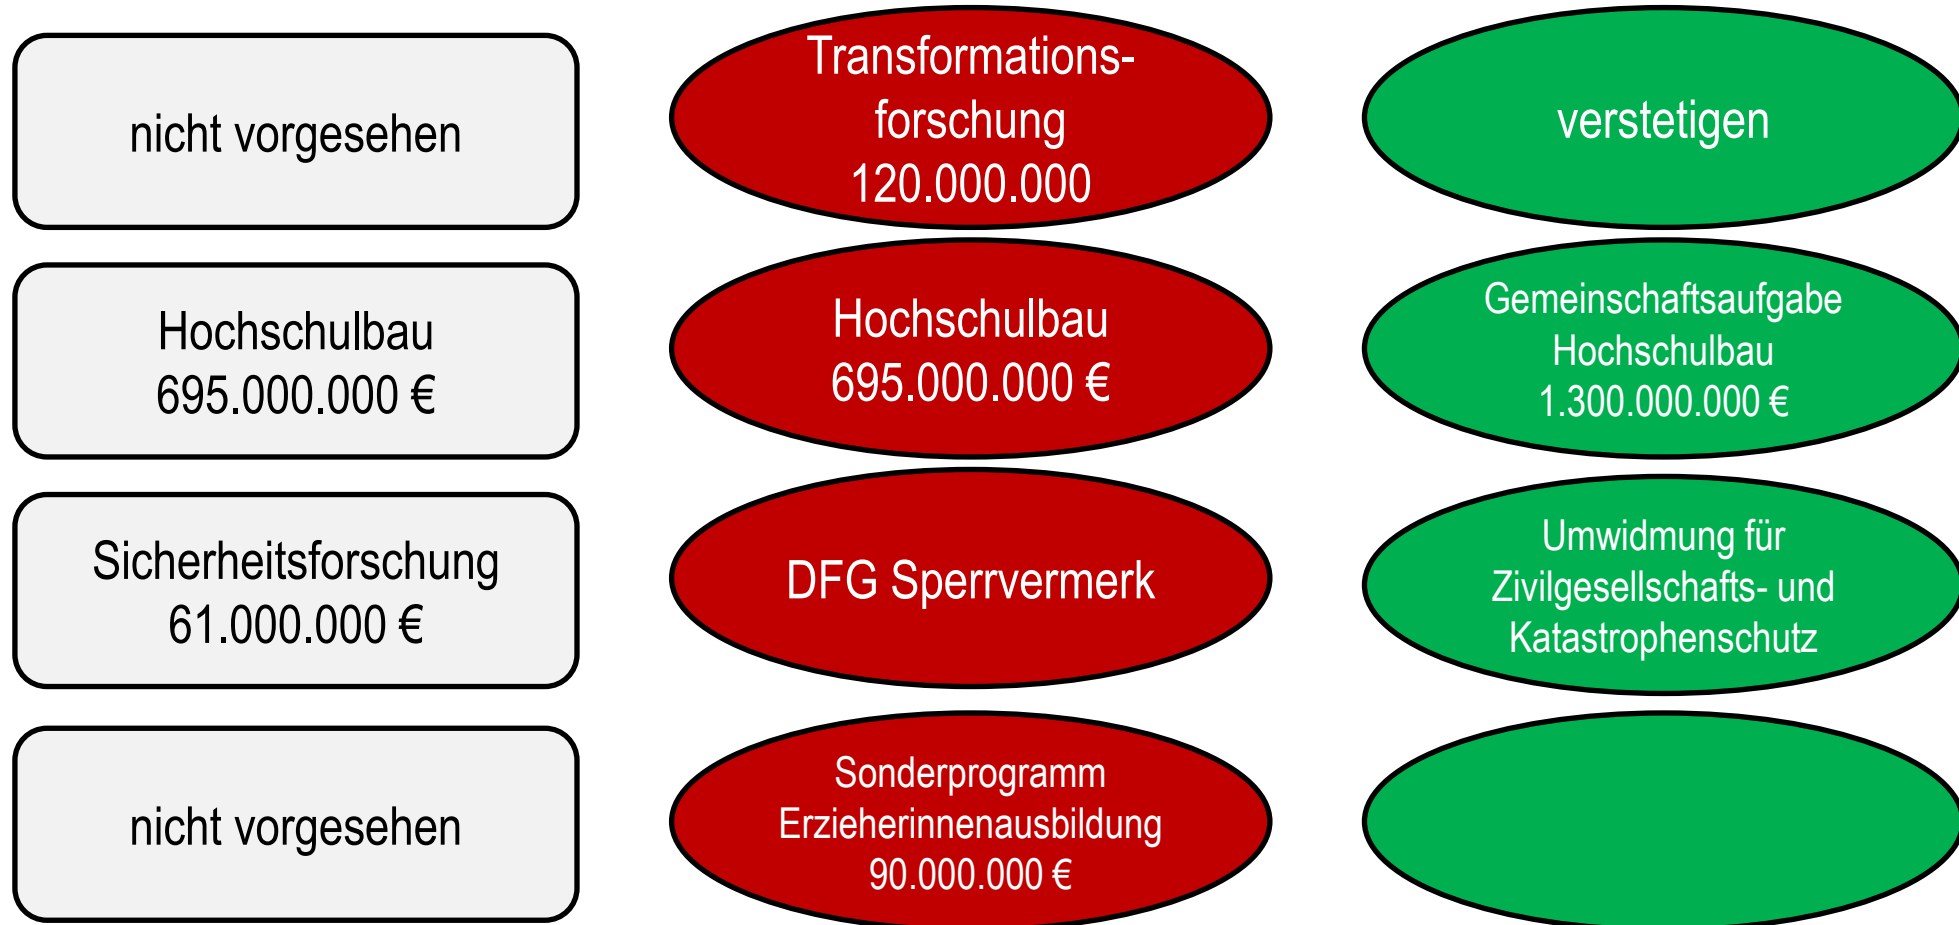 nicht vorgesehen
Transformations-
forschung
120.000.000
verstetigen
Hochschulbau
695.000.000 €
Hochschulbau
695.000.000 €
Gemeinschaftsaufgabe
Hochschulbau
1.300.000.000 €
Sicherheitsforschung
61.000.000 €
DFG Sperrvermerk
Umwidmung für
Zivilgesellschafts- und
Katastrophenschutz
nicht vorgesehen
Sonderprogramm
Erzieherinnenausbildung
90.000.000 €